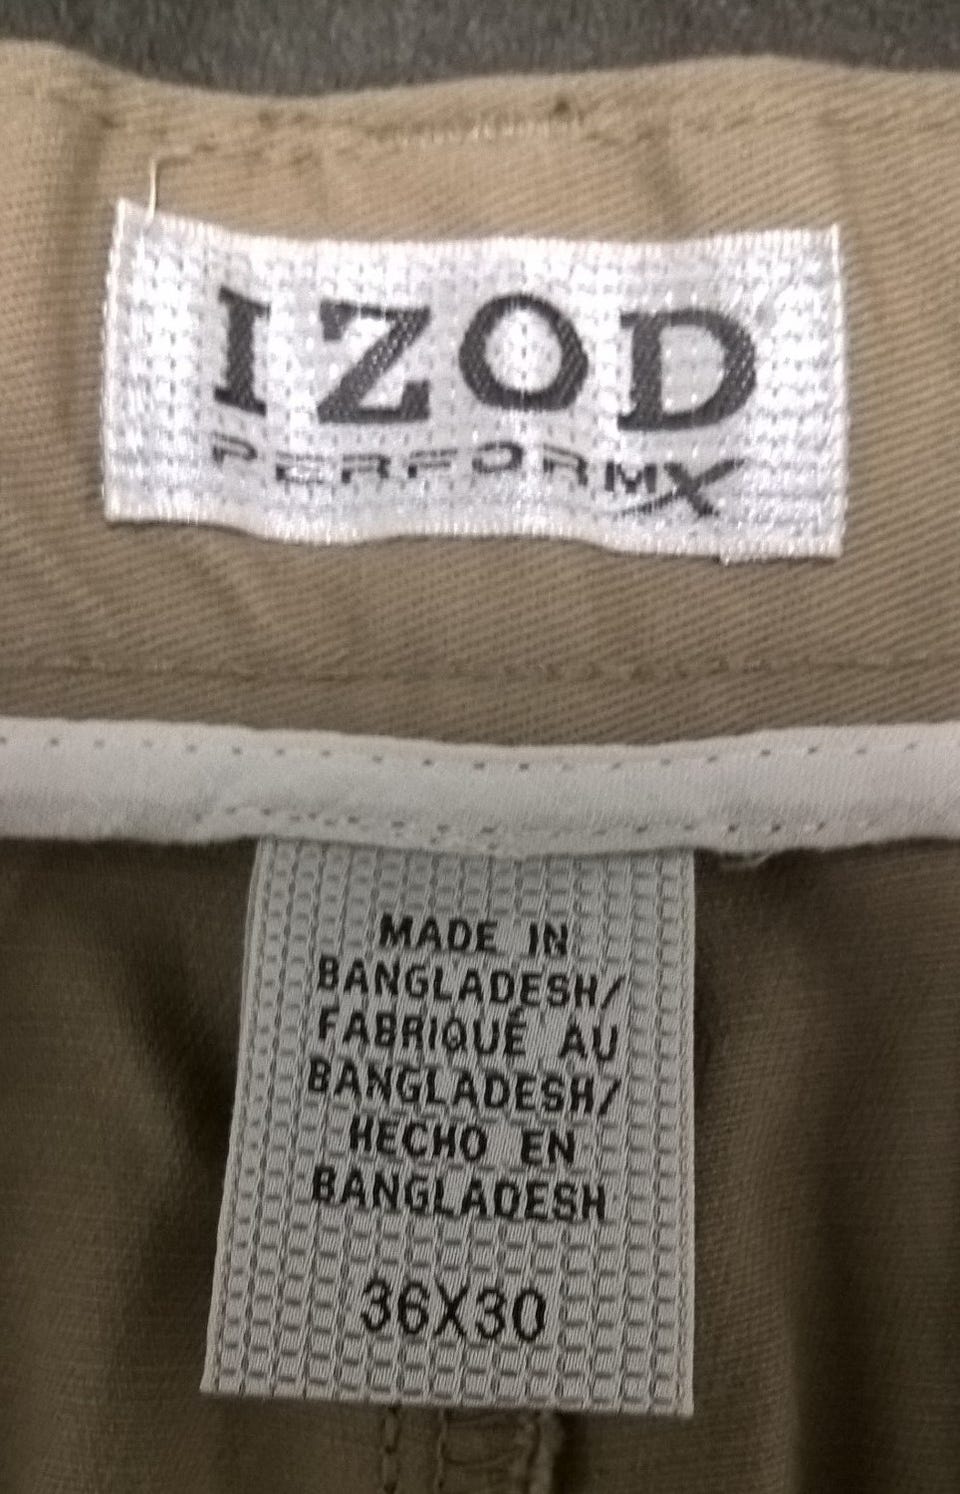 IZOD
PERFORMX
MADE IN
BANGLADESH/
FABRIQUÉ AU
BANGLADESH/
HECHO EN
BANGLADESH
36X30